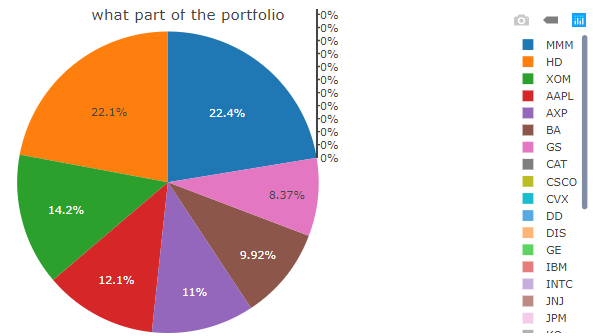 what part of the portfolio
0%
0%
0%
0%
0%
0%
0%
0%
0%
0%
0%
0%
22.4%
22.1%
14.2%
12.1%
11%
9.92%
8.37%
MMM
HD
XOM
AAPL
AXP
BA
GS
CAT
CSCO
CVX
DD
DIS
GE
IBM
INTC
JNJ
JPM